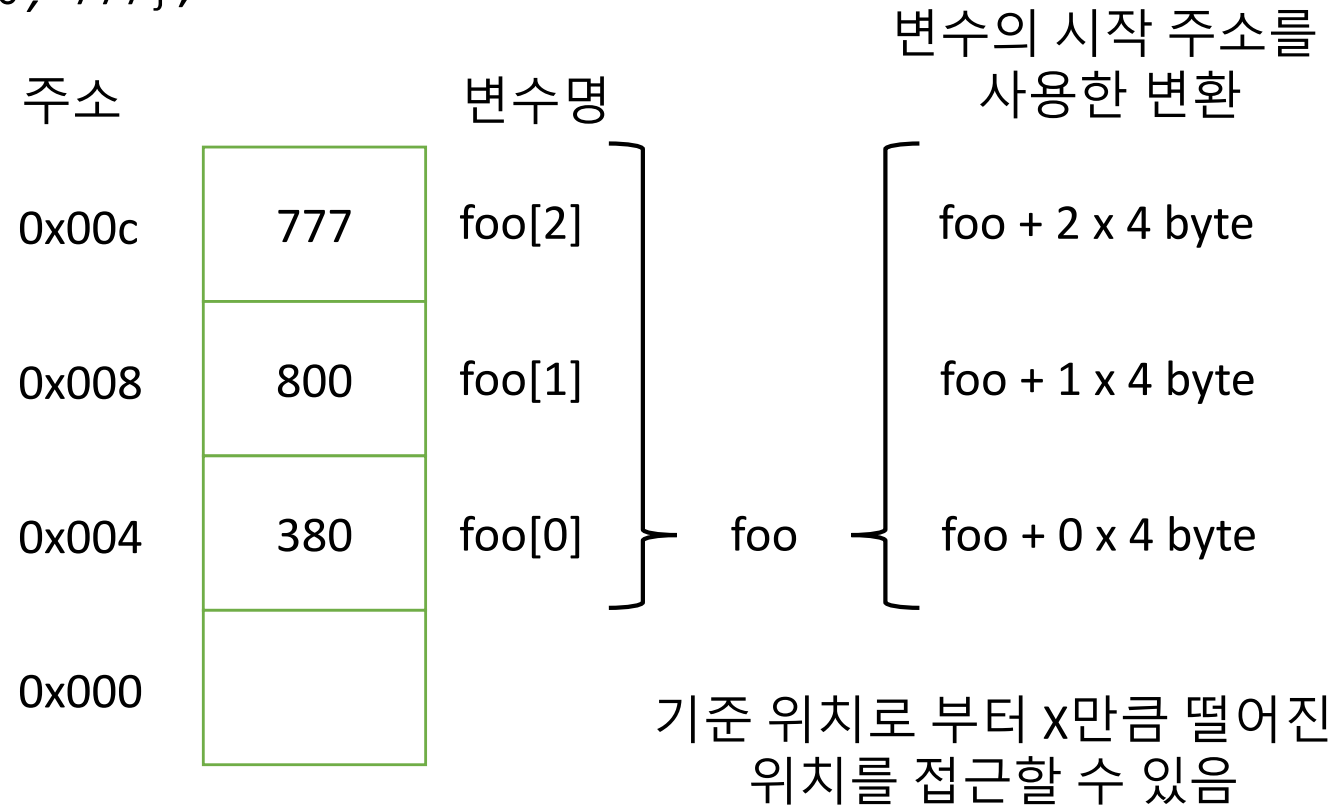 777};
변수의 시작 주소를
사용한 변환
주소
변수명
0x00c
777
foo[2]
foo + 2 x 4 byte
0x008
800
foo[1]
foo + 1 x 4 byte
0x004
380
foo[0]
foo
foo + 0 x 4 byte
0x000
기준 위치로 부터 X만큼 떨어진
위치를 접근할 수 있음